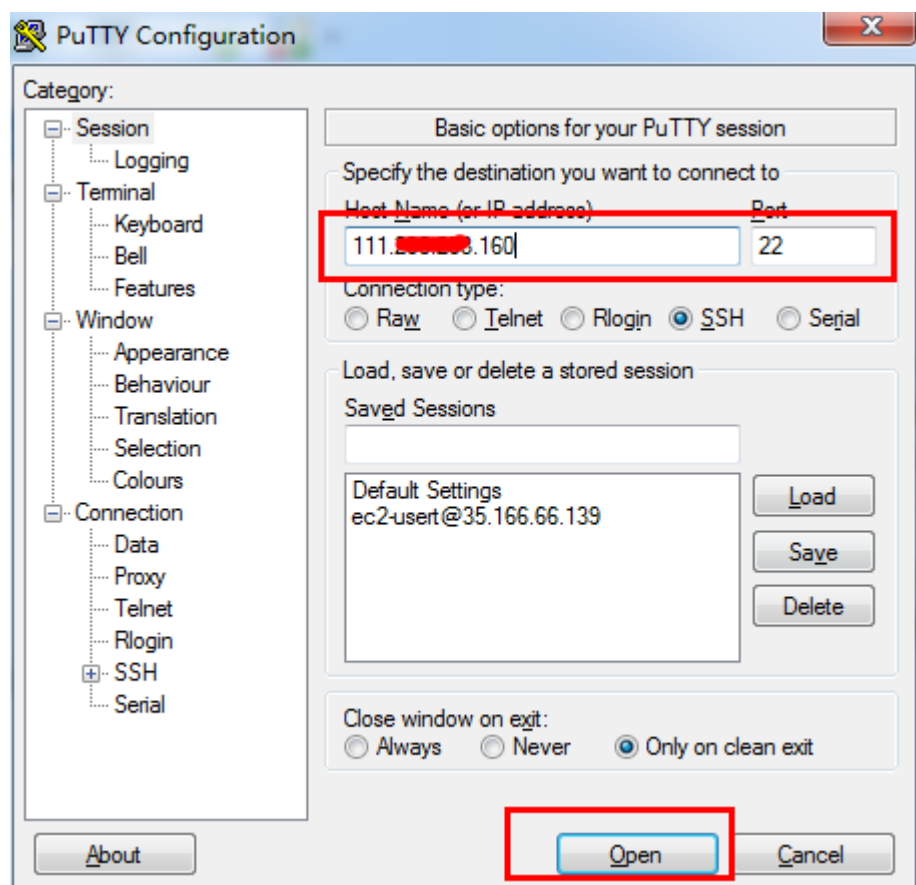 PuTTY Configuration
Category:
Session
Logging
Terminal
Keyboard
Bell
Features
Window
Appearance
Behaviour
Translation
Selection
Colours
Connection
Data
Proxy
Telnet
Rlogin
SSH
Serial
Basic options for your PuTTY session
Specify the destination you want to connect to
Host Name (or IP address) Port
111. .160 22
Connection type:
Raw Telnet Rlogin SSH Serial
Load, save or delete a stored session
Saved Sessions
Default Settings
ec2-usert@35.166.66.139
Load
Save
Delete
Close window on exit:
Always Never Only on clean exit
About Open Cancel